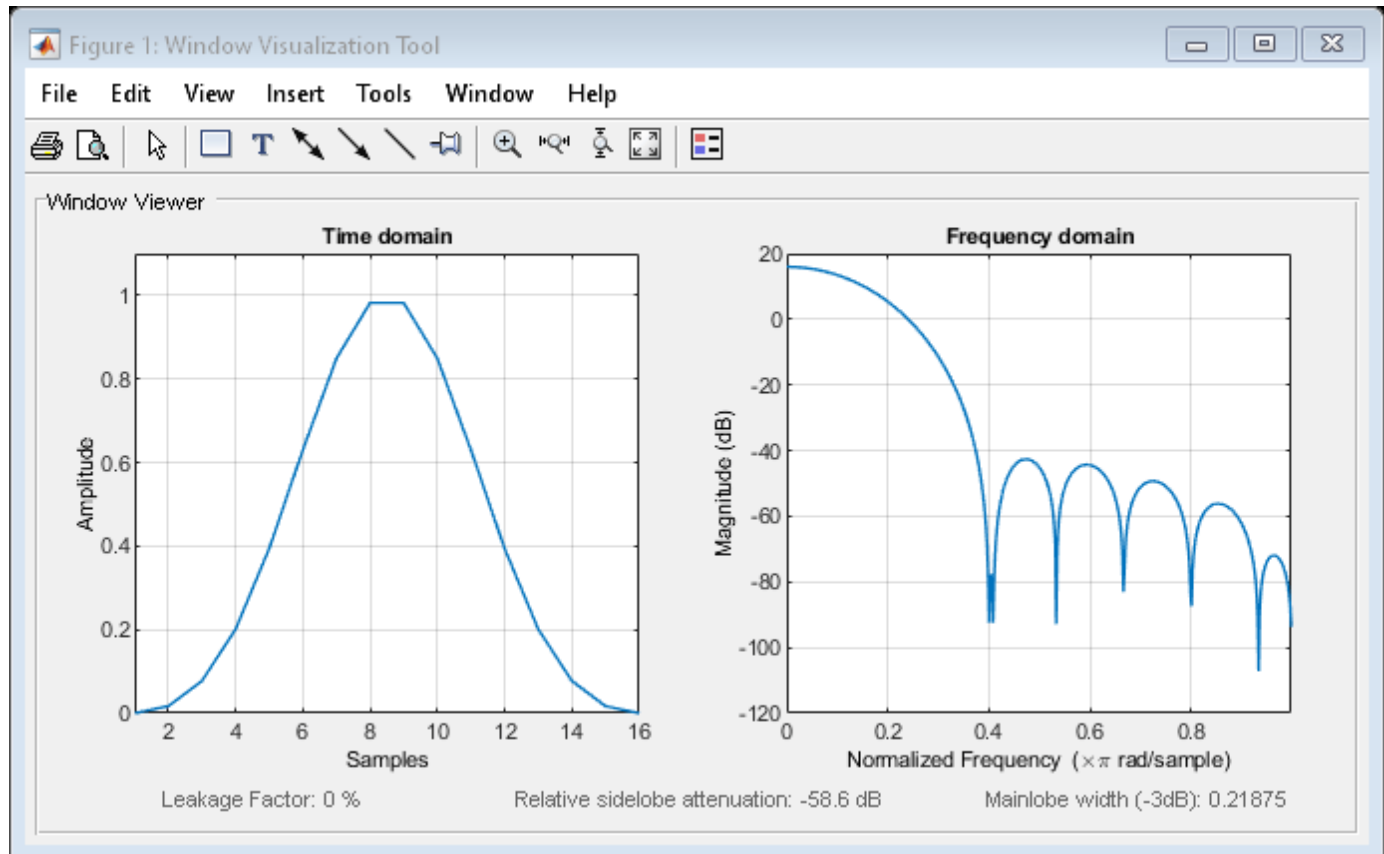 Figure 1: Window Visualization Tool
File Edit View Insert Tools Window Help
T
Window Viewer
Time domain
1
0.8
0.6
0.4
0.2
0
Amplitude
2 4 6 8 10 12 14 16
Samples
Frequency domain
20
0
-20
-40
-60
-80
-100
-120
Magnitude (dB)
0 0.2 0.4 0.6 0.8
Normalized Frequency (×π rad/sample)
Leakage Factor: 0 % Relative sidelobe attenuation: -58.6 dB Mainlobe width (-3dB): 0.21875